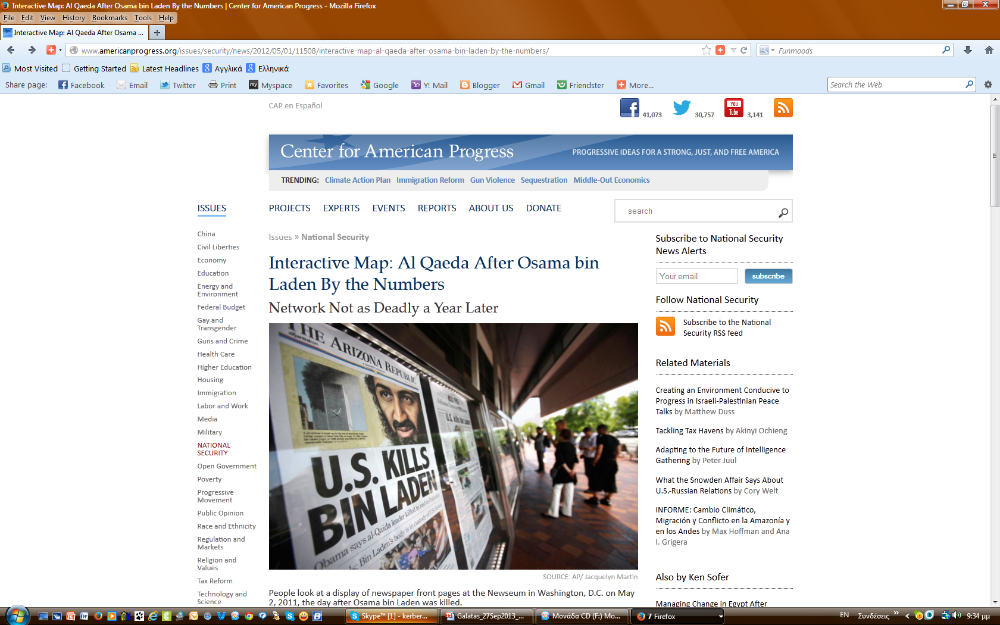 Interactive Map: Al Qaeda After Osama bin Laden By the Numbers | Center for American Progress - Mozilla Firefox
File Edit View History Bookmarks Tools Help
Interactive Map: Al Qaeda After Osama ...
www.americanprogress.org/issues/security/news/2012/05/01/11508/interactive-map-al-qaeda-after-osama-bin-laden-by-the-numbers/
Funmoods
Most Visited Getting Started Latest Headlines Αγγλικά Ελληνικά
Share page: Facebook Email Twitter Print Myspace Favorites Google Y! Mail Blogger Gmail Friendster More...
Search the Web
CAP en Español
41,073 30,757 You Tube 3,141
Center for American Progress
PROGRESSIVE IDEAS FOR A STRONG, JUST, AND FREE AMERICA
TRENDING: Climate Action Plan Immigration Reform Gun Violence Sequestration Middle-Out Economics
ISSUES PROJECTS EXPERTS EVENTS REPORTS ABOUT US DONATE
search
China
Civil Liberties
Economy
Education
Energy and
Environment
Federal Budget
Gay and
Transgender
Guns and Crime
Health Care
Higher Education
Housing
Immigration
Labor and Work
Media
Military
NATIONAL
SECURITY
Open Government
Poverty
Progressive
Movement
Public Opinion
Race and Ethnicity
Regulation and
Markets
Religion and
Values
Tax Reform
Technology and
Science
Issues » National Security
Interactive Map: Al Qaeda After Osama bin
Laden By the Numbers
Network Not as Deadly a Year Later
THE ARIZONA REPUBLIC
U.S. KILLS
BIN LADEN
Obama says al-Qaida leader killed in raid in Pakistan
Bin Laden's body is in custody of U.S. forces
SOURCE: AP/ Jacquelyn Martin
People look at a display of newspaper front pages at the Newseum in Washington, D.C. on May
2, 2011, the day after Osama bin Laden was killed.
Subscribe to National Security
News Alerts
Your email subscribe
Follow National Security
Subscribe to the National
Security RSS feed
Related Materials
Creating an Environment Conducive to
Progress in Israeli-Palestinian Peace
Talks by Matthew Duss
Tackling Tax Havens by Akinyi Ochieng
Adapting to the Future of Intelligence
Gathering by Peter Juul
What the Snowden Affair Says About
U.S.-Russian Relations by Cory Welt
INFORME: Cambio Climático,
Migración y Conflicto en la Amazonía y
en los Andes by Max Hoffman and Ana
I. Grigera
Also by Ken Sofer
Managing Change in Egypt After
Skype™ [1] - kerber... Galatas_27Sep2013_... Μονάδα CD (F:) Mo... 7 Firefox EN Συνδέσεις » 9:34 μμ